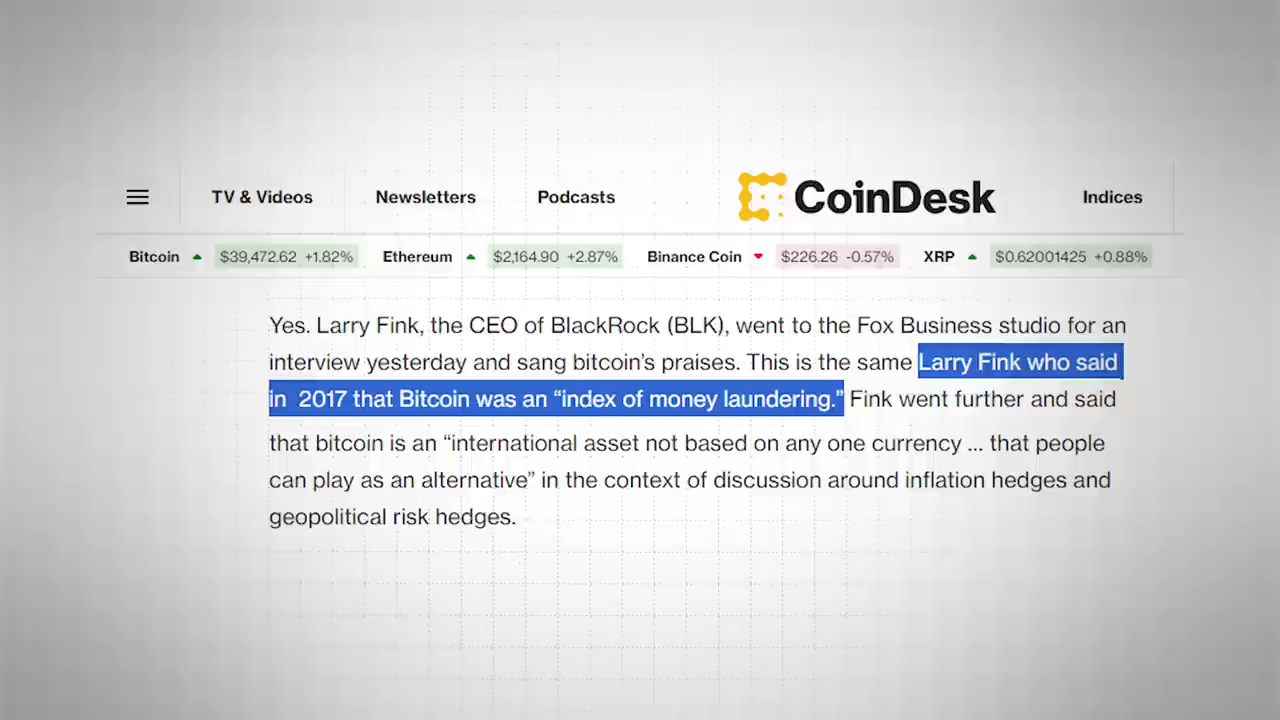 TV & Videos Newsletters Podcasts CoinDesk Indices
Bitcoin $39,472.62 +1.82% Ethereum $2,164.90 +2.87% Binance Coin $226.26 -0.57% XRP $0.62001425 +0.88%
Yes. Larry Fink, the CEO of BlackRock (BLK), went to the Fox Business studio for an
interview yesterday and sang bitcoin’s praises. This is the same Larry Fink who said
in 2017 that Bitcoin was an “index of money laundering.” Fink went further and said
that bitcoin is an “international asset not based on any one currency ... that people
can play as an alternative” in the context of discussion around inflation hedges and
geopolitical risk hedges.